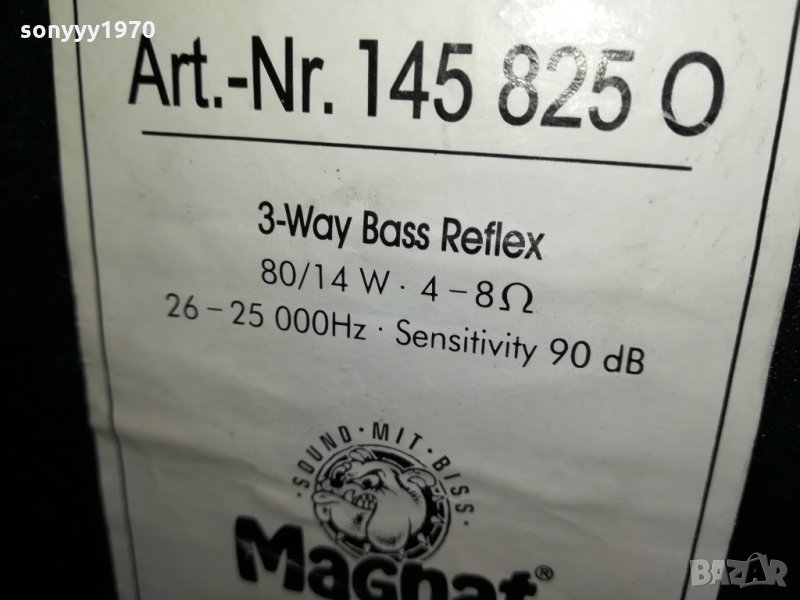 sonyyy1970
Art.-Nr. 145 825 O
3-Way Bass Reflex
80/14 W · 4 – 8Ω
26 – 25 000Hz · Sensitivity 90 dB
· SOUND · MIT · BISS ·
Magnat®
BAZAR